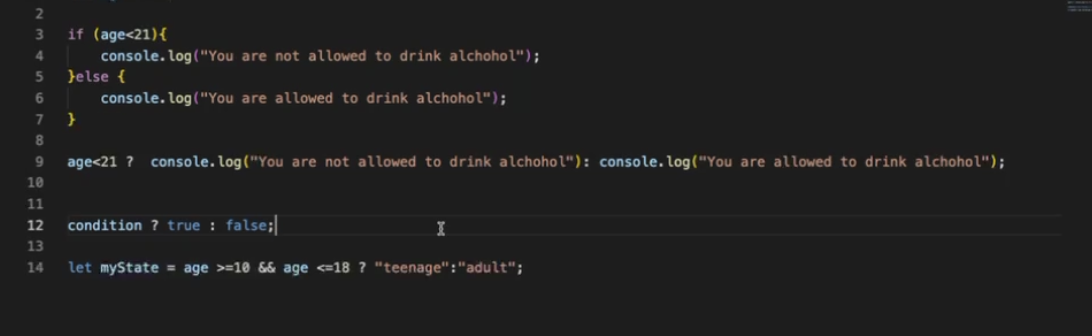 2
3 if (age<21){
4 console.log("You are not allowed to drink alchohol");
5 }else {
6 console.log("You are allowed to drink alchohol");
7 }
8
9 age<21 ?  console.log("You are not allowed to drink alchohol"): console.log("You are allowed to drink alchohol");
10
11
12 condition ? true : false;
13
14 let myState = age >=10 && age <=18 ? "teenage":"adult";